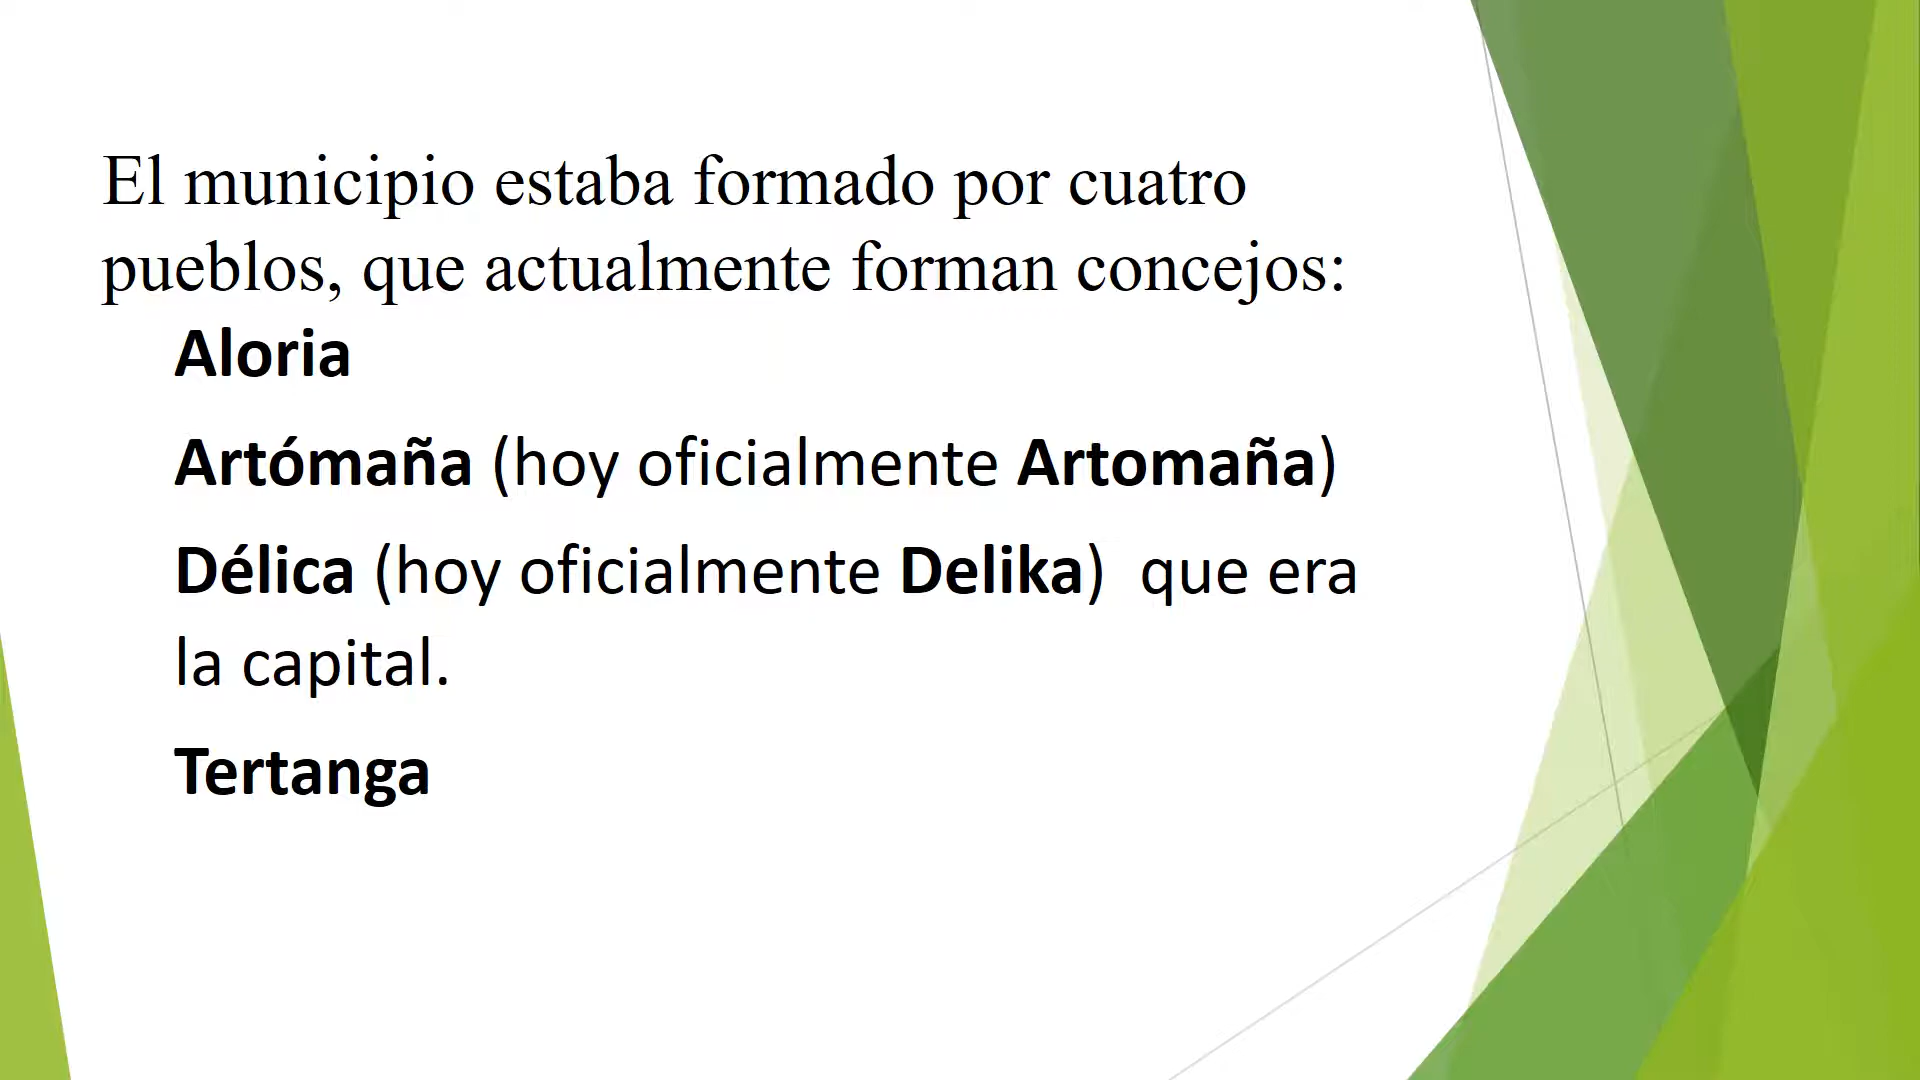 El municipio estaba formado por cuatro
pueblos, que actualmente forman concejos:
Aloria
Artómaña (hoy oficialmente Artomaña)
Délica (hoy oficialmente Delika)  que era
la capital.
Tertanga